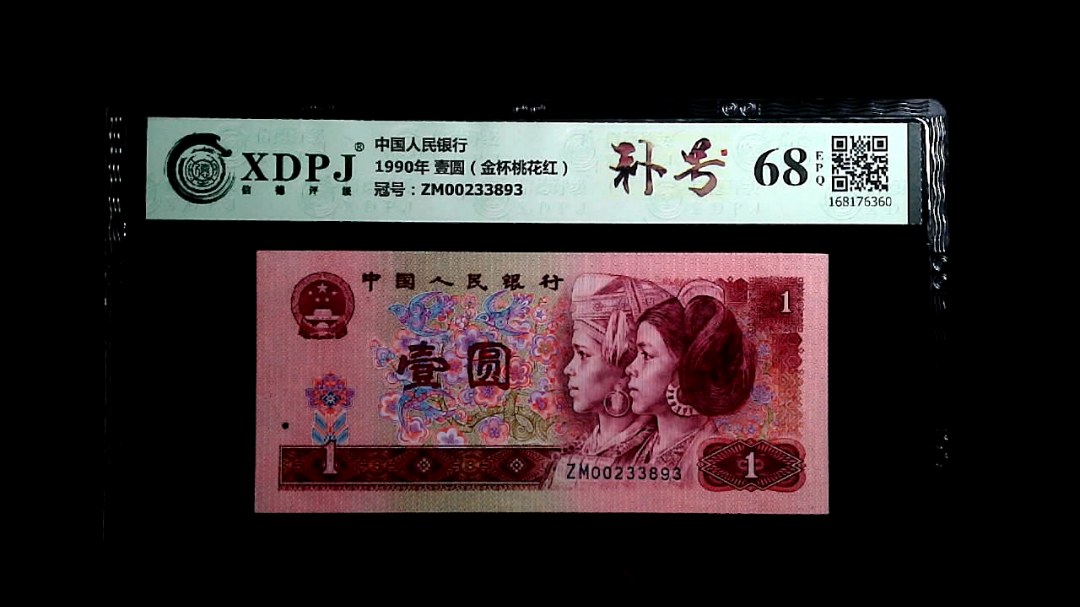 XDPJ®
信德评级
中国人民银行
1990年 壹圆（金杯桃花红）
冠号：ZM00233893
补号
68
EPQ
168176360
中国人民银行
1
壹圆
1
ZM00233893
1